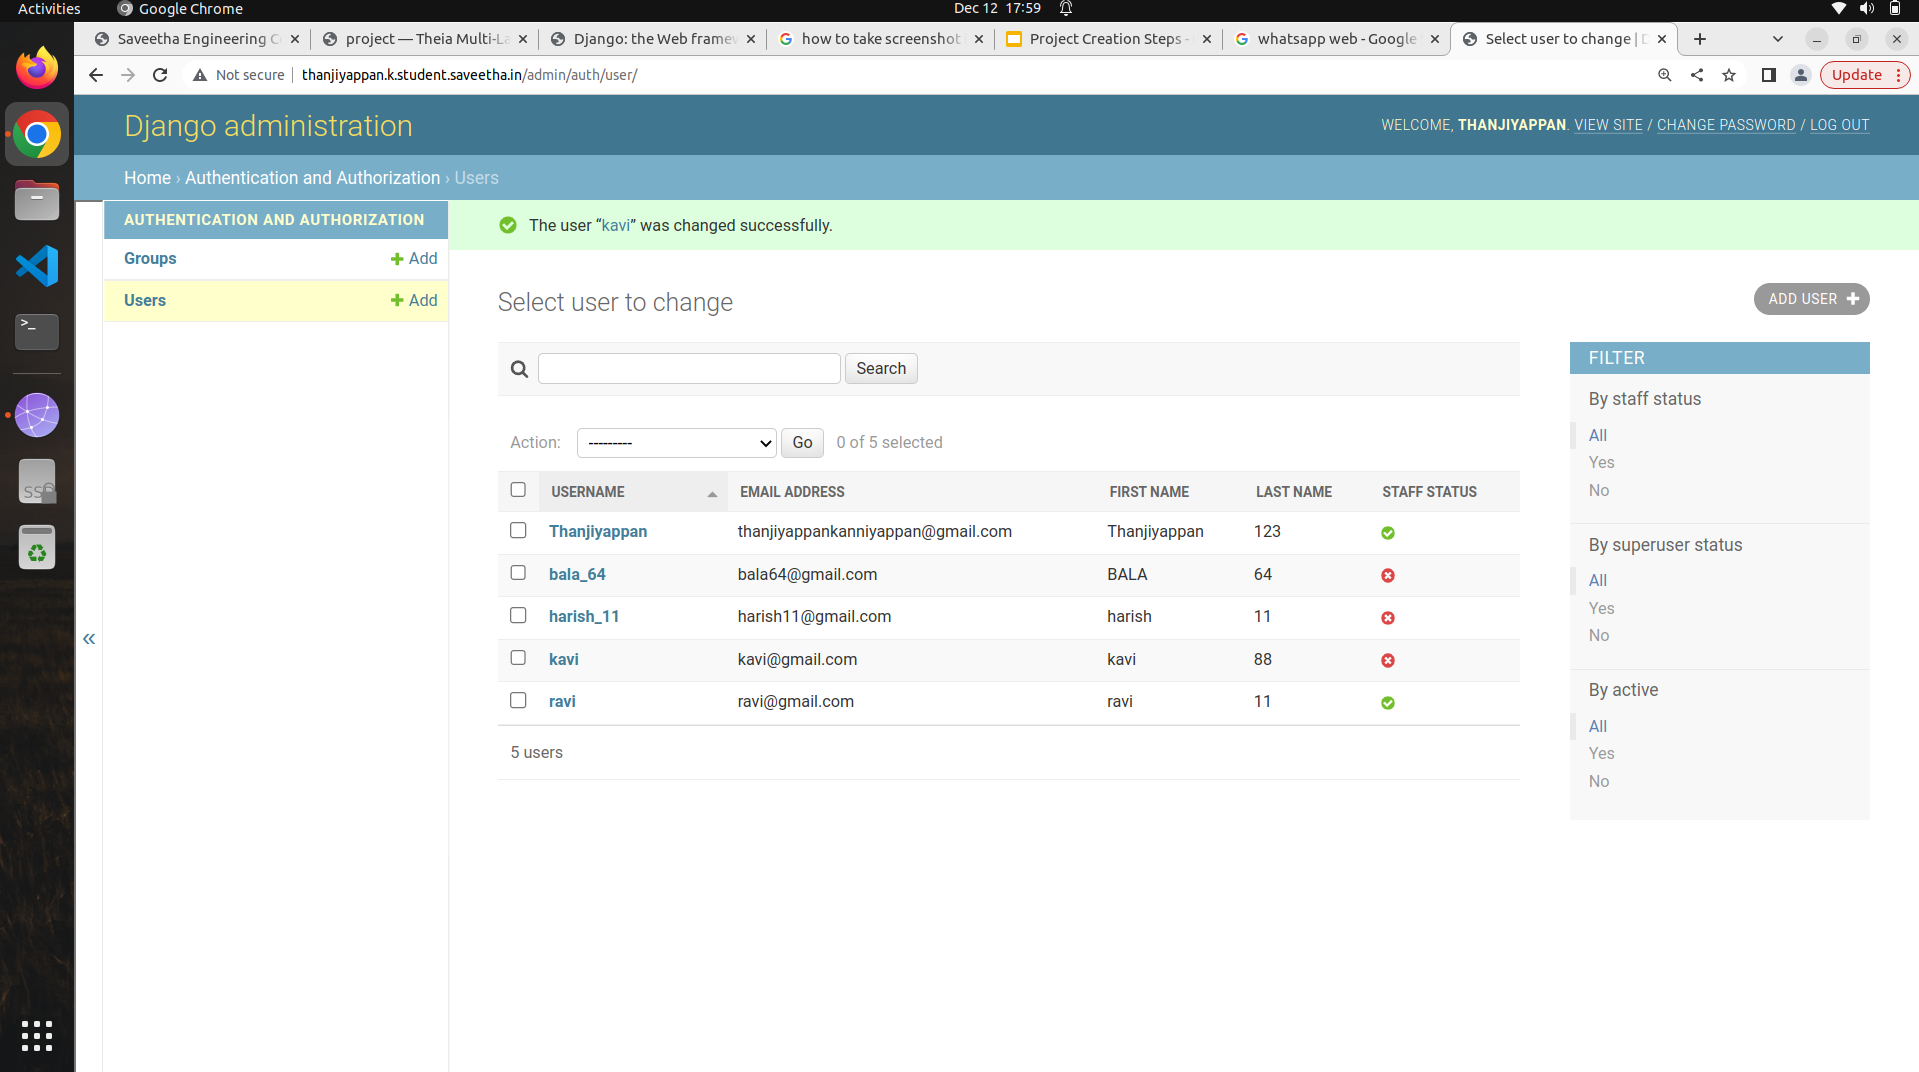 Activities
Google Chrome
Dec 12 17:59
Saveetha Engineering C
project — Theia Multi-La
Django: the Web framew
how to take screenshot
Project Creation Steps -
whatsapp web - Google
Select user to change | D
Not secure
thanjiyappan.k.student.saveetha.in/admin/auth/user/
Update
Django administration
WELCOME, THANJIYAPPAN. VIEW SITE / CHANGE PASSWORD / LOG OUT
Home › Authentication and Authorization › Users
AUTHENTICATION AND AUTHORIZATION
Groups
+ Add
Users
+ Add
«
The user “kavi” was changed successfully.
Select user to change
ADD USER +
Search
Action:
---------
Go
0 of 5 selected
USERNAME EMAIL ADDRESS FIRST NAME LAST NAME STAFF STATUS
Thanjiyappan thanjiyappankanniyappan@gmail.com Thanjiyappan 123
bala_64 bala64@gmail.com BALA 64
harish_11 harish11@gmail.com harish 11
kavi kavi@gmail.com kavi 88
ravi ravi@gmail.com ravi 11
5 users
FILTER
By staff status
All
Yes
No
By superuser status
All
Yes
No
By active
All
Yes
No
>_
SSD